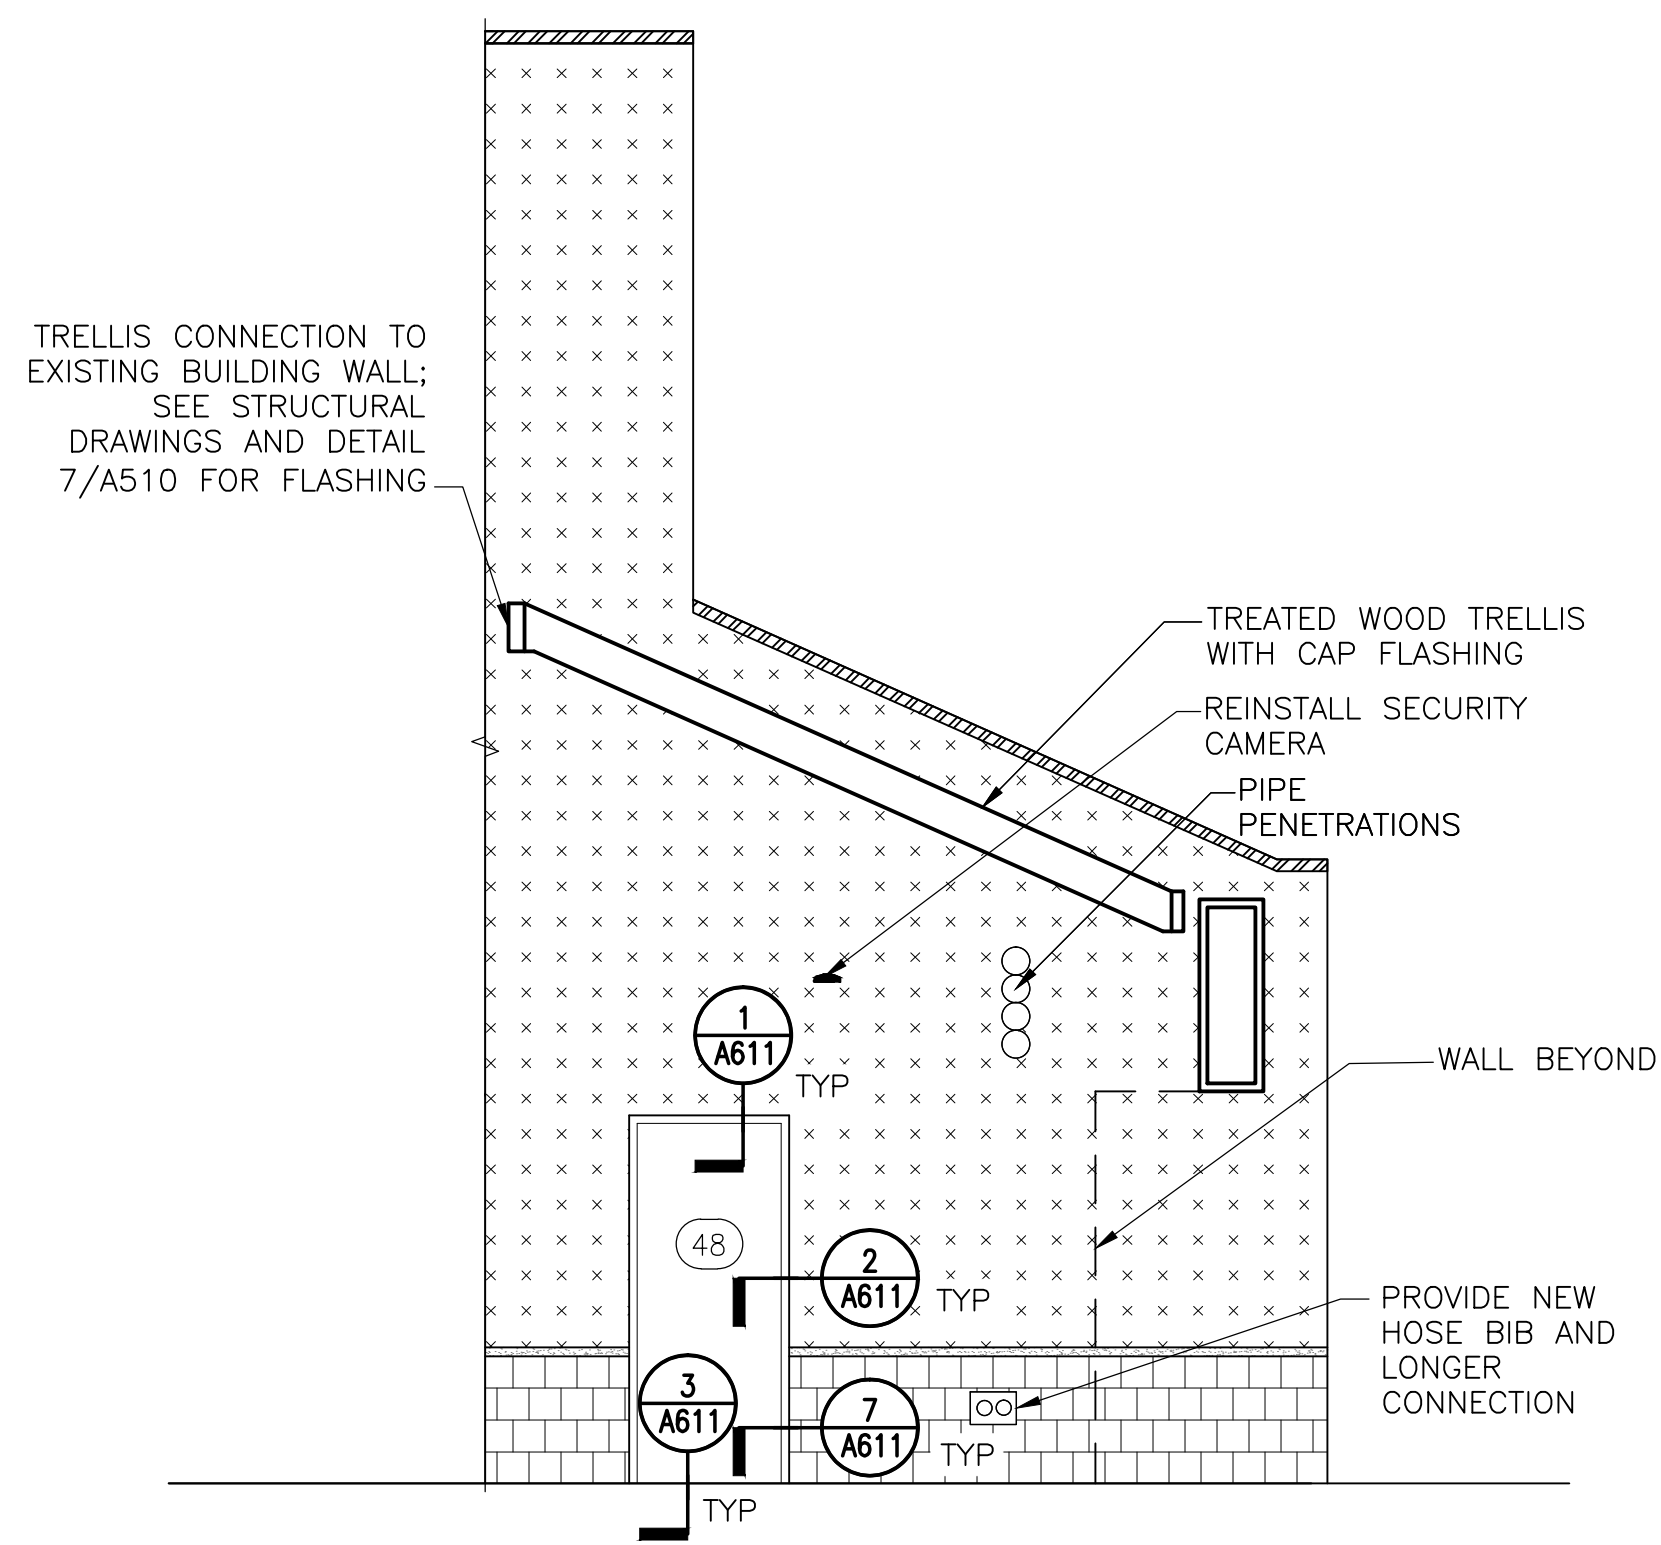 TRELLIS CONNECTION TO
EXISTING BUILDING WALL;
SEE STRUCTURAL
DRAWINGS AND DETAIL
7/A510 FOR FLASHING
TREATED WOOD TRELLIS
WITH CAP FLASHING
REINSTALL SECURITY
CAMERA
PIPE
PENETRATIONS
1
A611
TYP
WALL BEYOND
48
2
A611
TYP
PROVIDE NEW
HOSE BIB AND
LONGER
CONNECTION
3
A611
TYP
7
A611
TYP